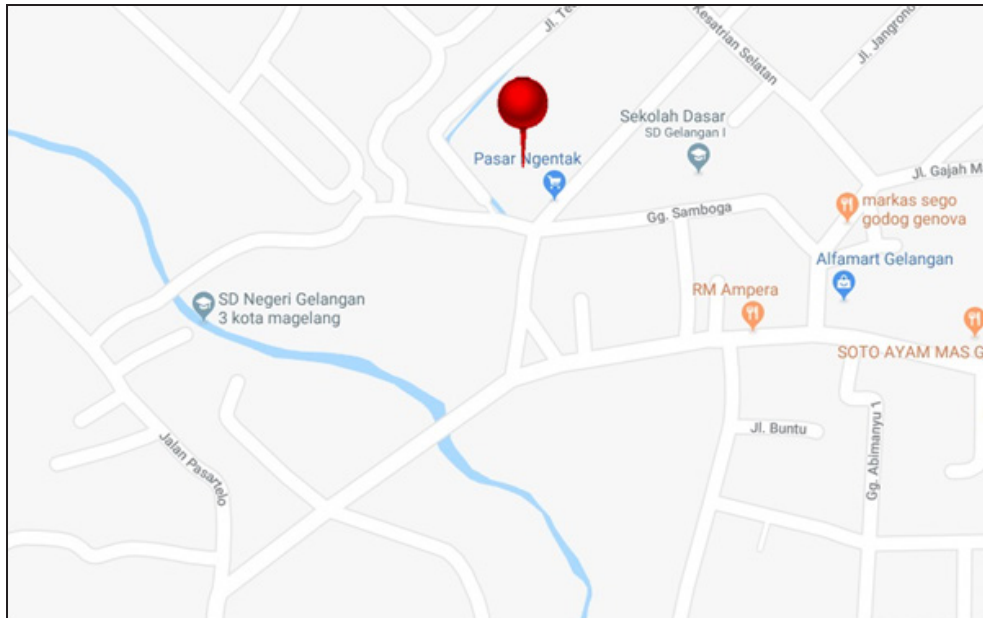 Jl. Te
Kesatrian Selatan
Jl. Jangrono
Sekolah Dasar
SD Gelangan I
Pasar Ngentak
Jl. Gajah M
markas sego
godog genova
Gg. Samboga
Alfamart Gelangan
SD Negeri Gelangan
3 kota magelang
RM Ampera
SOTO AYAM MAS G
Jl. Buntu
Gg. Abimanyu 1
Jalan Pasartelo